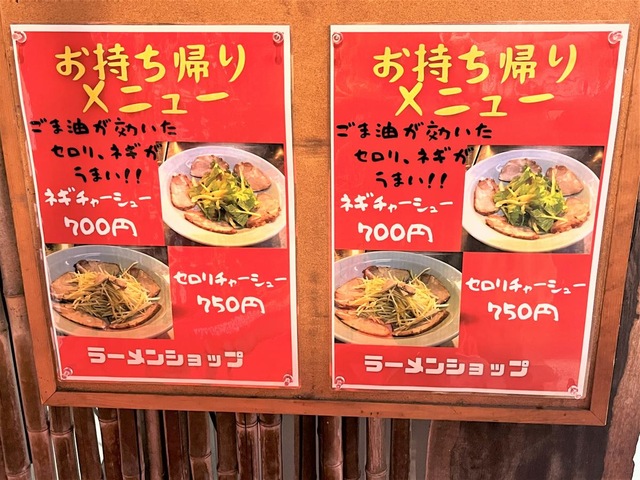 お持ち帰り
メニュー
ごま油が効いた
セロリ、ネギが
うまい!!
ネギチャーシュー
700円
セロリチャーシュー
750円
ラーメンショップ
お持ち帰り
メニュー
ごま油が効いた
セロリ、ネギが
うまい!!
ネギチャーシュー
700円
セロリチャーシュー
750円
ラーメンショップ